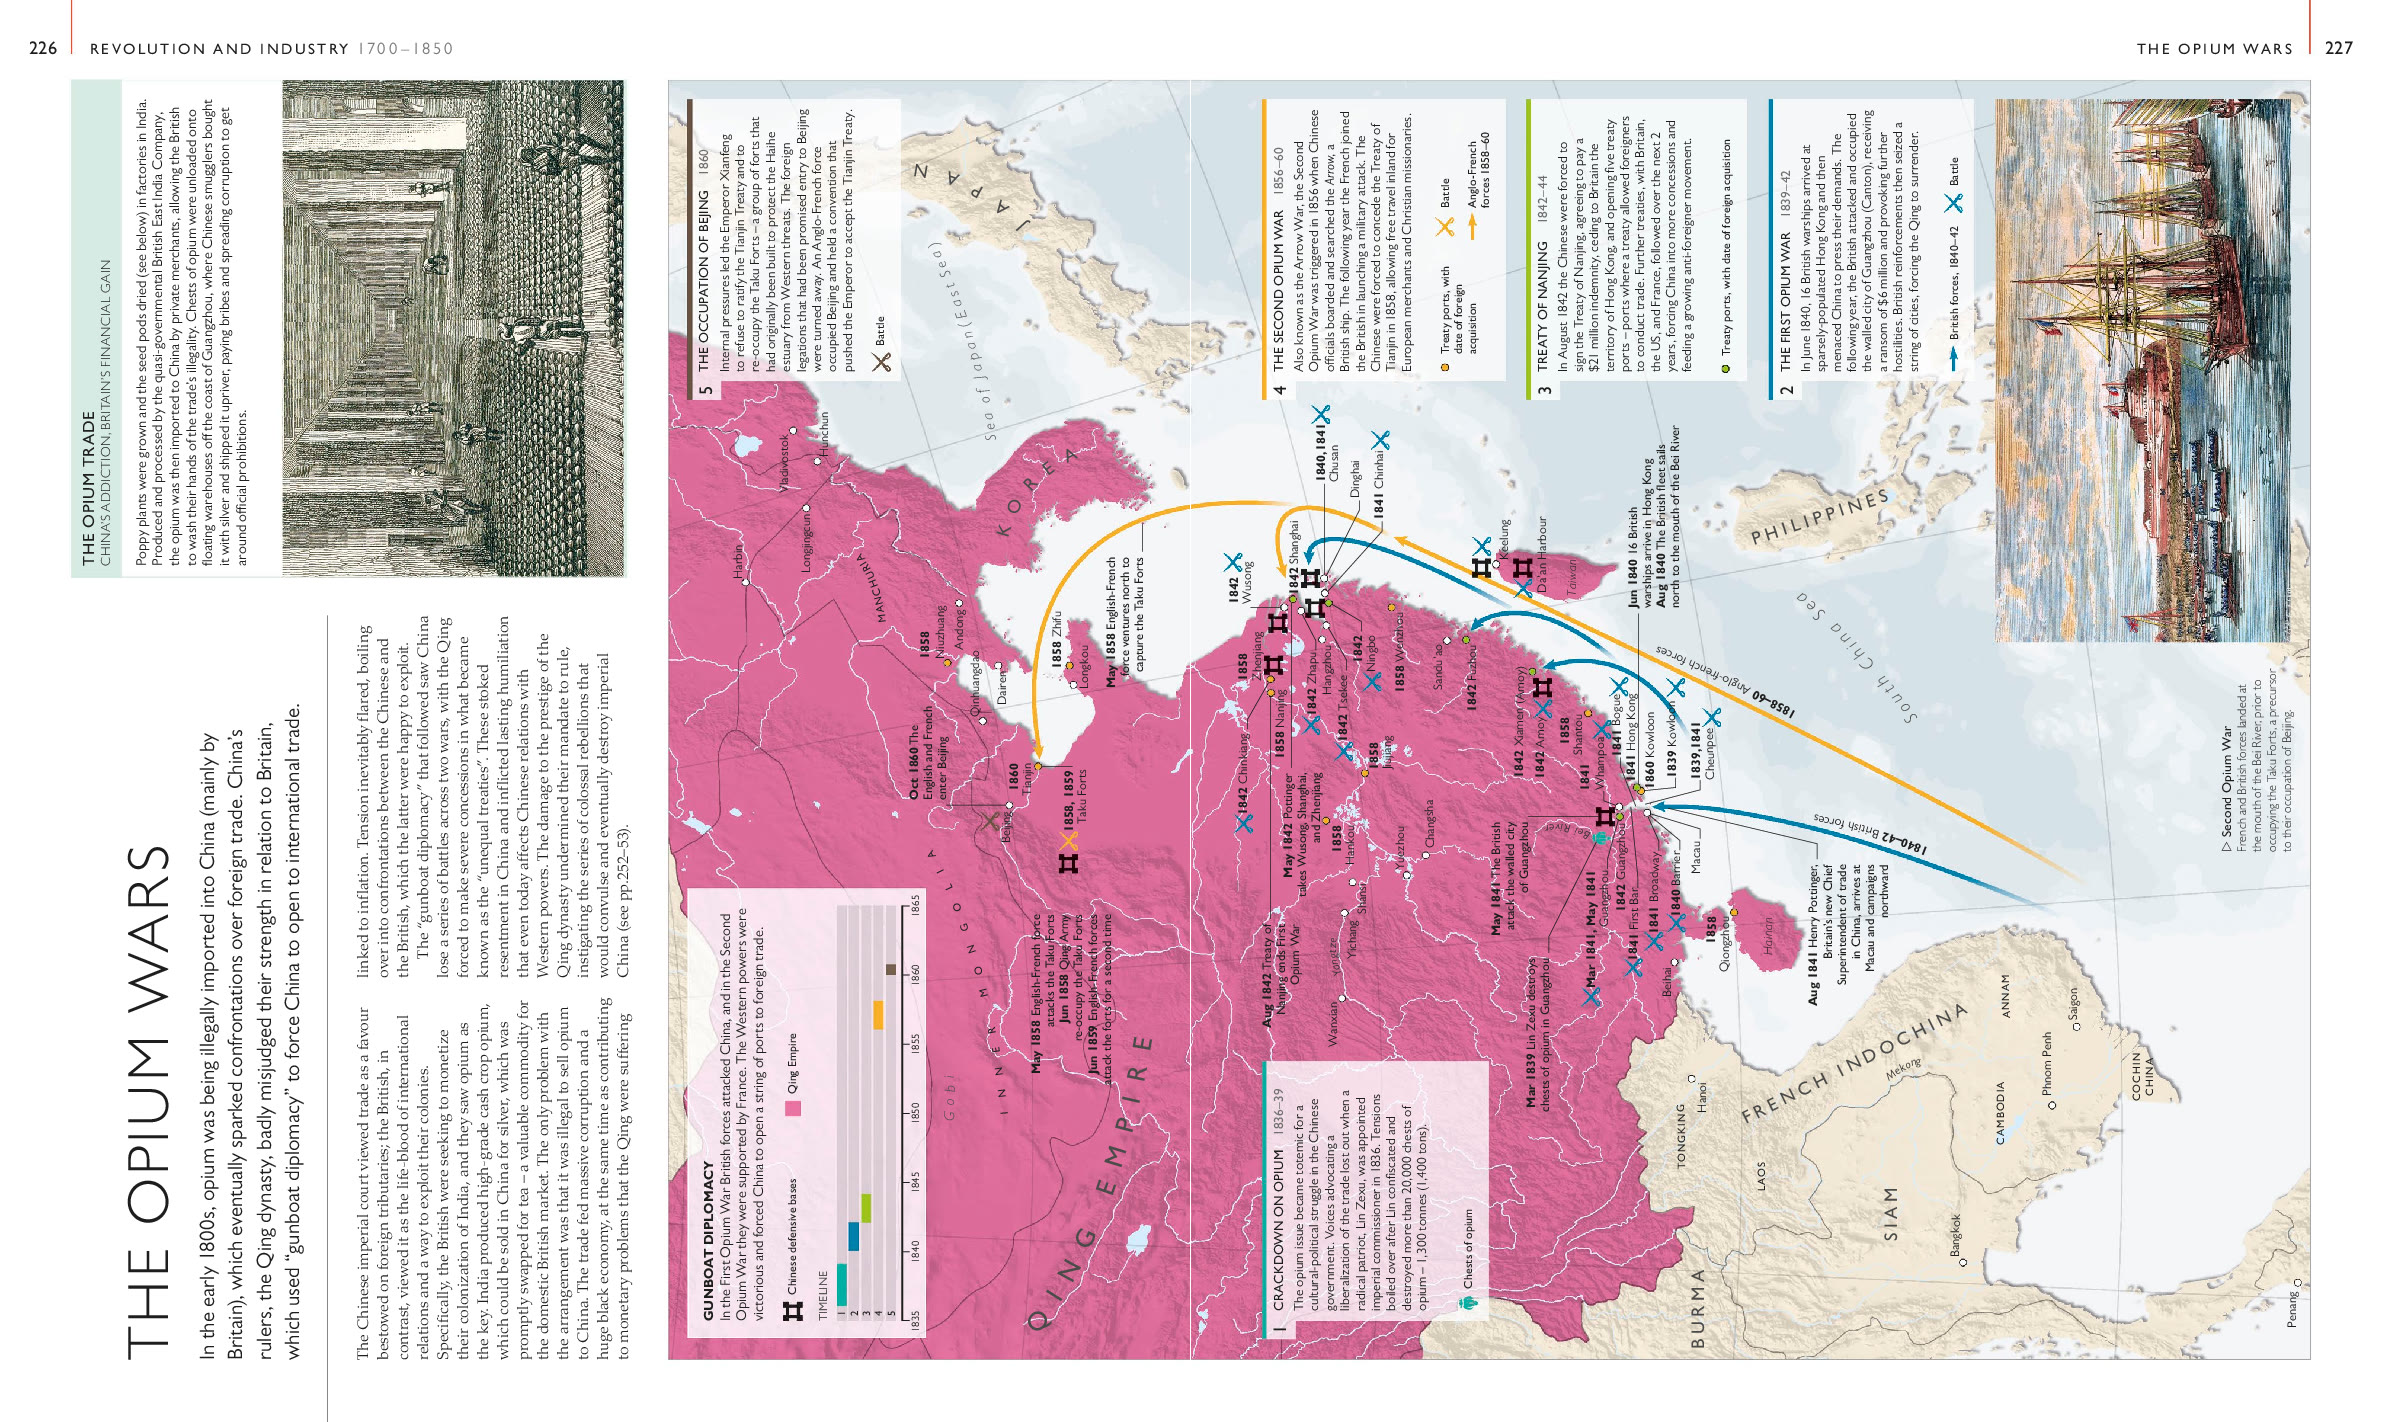 226
REVOLUTION AND INDUSTRY 1700–1850
THE OPIUM WARS
227
THE OPIUM WARS
In the early 1800s, opium was being illegally imported into China (mainly by
Britain), which eventually sparked confrontations over foreign trade. China's
rulers, the Qing dynasty, badly misjudged their strength in relation to Britain,
which used "gunboat diplomacy" to force China to open to international trade.
The Chinese imperial court viewed trade as a favour
bestowed on foreign tributaries; the British, in
contrast, viewed it as the life-blood of international
relations and a way to exploit their colonies.
Specifically, the British were seeking to monetize
their colonization of India, and they saw opium as
the key. India produced high-grade cash crop opium,
which could be sold in China for silver, which was
promptly swapped for tea – a valuable commodity for
the domestic British market. The only problem with
the arrangement was that it was illegal to sell opium
to China. The trade fed massive corruption and a
huge black economy, at the same time as contributing
to monetary problems that the Qing were suffering
linked to inflation. Tension inevitably flared, boiling
over into confrontations between the Chinese and
the British, which the latter were happy to exploit.
The "gunboat diplomacy" that followed saw China
lose a series of battles across two wars, with the Qing
forced to make severe concessions in what became
known as the "unequal treaties". These stoked
resentment in China and inflicted lasting humiliation
that even today affects Chinese relations with
Western powers. The damage to the prestige of the
Qing dynasty undermined their mandate to rule,
instigating the series of colossal rebellions that
would convulse and eventually destroy imperial
China (see pp.252–53).
THE OPIUM TRADE
CHINA'S ADDICTION, BRITAIN'S FINANCIAL GAIN
Poppy plants were grown and the seed pods dried (see below) in factories in India.
Produced and processed by the quasi-governmental British East India Company,
the opium was then imported to China by private merchants, allowing the British
to wash their hands of the trade's illegality. Chests of opium were unloaded onto
floating warehouses off the coast of Guangzhou, where Chinese smugglers bought
it with silver and shipped it upriver, paying bribes and spreading corruption to get
around official prohibitions.
GUNBOAT DIPLOMACY
In the First Opium War British forces attacked China, and in the Second
Opium War they were supported by France. The Western powers were
victorious and forced China to open a string of ports to foreign trade.
Chinese defensive bases
Qing Empire
TIMELINE
1
2
3
4
5
1835
1840
1845
1850
1855
1860
1865
1 CRACKDOWN ON OPIUM 1836–39
The opium issue became totemic for a
cultural-political struggle in the Chinese
government. Voices advocating a
liberalization of the trade lost out when a
radical patriot, Lin Zexu, was appointed
imperial commissioner in 1836. Tensions
boiled over after Lin confiscated and
destroyed more than 20,000 chests of
opium – 1,300 tonnes (1,400 tons).
Chests of opium
2 THE FIRST OPIUM WAR 1839–42
In June 1840, 16 British warships arrived at
sparsely-populated Hong Kong and then
menaced China to press their demands. The
following year, the British attacked and occupied
the walled city of Guangzhou (Canton), receiving
a ransom of $6 million and provoking further
hostilities. British reinforcements then seized a
string of cities, forcing the Qing to surrender.
British forces, 1840–42
Battle
3 TREATY OF NANJING 1842–44
In August 1842 the Chinese were forced to
sign the Treaty of Nanjing, agreeing to pay a
$21 million indemnity, ceding to Britain the
territory of Hong Kong, and opening five treaty
ports – ports where a treaty allowed foreigners
to conduct trade. Further treaties, with Britain,
the US, and France, followed over the next 2
years, forcing China into more concessions and
feeding a growing anti-foreigner movement.
Treaty ports, with date of foreign acquisition
4 THE SECOND OPIUM WAR 1856–60
Also known as the Arrow War, the Second
Opium War was triggered in 1856 when Chinese
officials boarded and searched the Arrow, a
British ship. The following year the French joined
the British in launching a military attack. The
Chinese were forced to concede the Treaty of
Tianjin in 1858, allowing free travel inland for
European merchants and Christian missionaries.
Treaty ports, with
date of foreign
acquisition
Battle
Anglo-French
forces 1858–60
5 THE OCCUPATION OF BEIJING 1860
Internal pressures led the Emperor Xianfeng
to refuse to ratify the Tianjin Treaty and to
re-occupy the Taku Forts – a group of forts that
had originally been built to protect the Haihe
estuary from Western threats. The foreign
legations that had been promised entry to Beijing
were turned away. An Anglo-French force
occupied Beijing and held a convention that
pushed the Emperor to accept the Tianjin Treaty.
Battle
QING EMPIRE
INNER MONGOLIA
Gobi
MANCHURIA
KOREA
JAPAN
Sea of Japan (East Sea)
Harbin
Longjingcun
Vladivostok
Hunchun
1858
Niuzhuang
Andong
Qinhuangdao
Dairen
1858 Zhifu
Longkou
Oct 1860 The
English and French
enter Beijing
Beijing
1860
Tianjin
1858, 1859
Taku Forts
May 1858 English-French
force ventures north to
capture the Taku Forts
May 1858 English-French force
attacks the Taku Forts
Jun 1858 Qing Army
re-occupy the Taku Forts
Jun 1859 English-French forces
attack the forts for a second time
1842
Wusong
1842 Shanghai
1840, 1841
Chusan
Dinghai
1841 Chinhai
1858
Zhenjiang
1842 Chinkiang
1858 Nanjing
1842 Zhapu
Hangzhou
1842 Tsekee
1842
Ningbo
1858 Wenzhou
May 1842 Pottinger
takes Wusong, Shanghai,
and Zhenjiang
Aug 1842 Treaty of
Nanjing ends First
Opium War
1858
Hankou
1858
Jiujiang
Shansi
Yichang
Yangtze
Wanxian
Yuezhou
Changsha
Sandu'ao
1842 Fuzhou
Keelung
Da'an Harbour
Taiwan
1842 Xiamen (Amoy)
1842 Amoy
1858
Shantou
1841
Whampoa
1841 Bogue
1841 Hong Kong
1860 Kowloon
1839 Kowloon
1839, 1841
Cheunpee
Bei River
May 1841 The British
attack the walled city
of Guangzhou
Mar 1839 Lin Zexu destroys
chests of opium in Guangzhou
Mar 1841, May 1841
Guangzhou
1842 Guangzhou
1841 First Bar
1841 Broadway
1840 Barrier
Macau
Beihai
1858
Qiongzhou
Hainan
Jun 1840 16 British
warships arrive in Hong Kong
Aug 1840 The British fleet sails
north to the mouth of the Bei River
Aug 1841 Henry Pottinger,
Britain's new Chief
Superintendent of trade
in China, arrives at
Macau and campaigns
northward
1858–60 Anglo-French forces
1840–42 British forces
South China Sea
PHILIPPINES
FRENCH INDOCHINA
TONGKING
Hanoi
LAOS
ANNAM
Mekong
SIAM
BURMA
Bangkok
CAMBODIA
Phnom Penh
Saigon
COCHIN
CHINA
Penang
▷ Second Opium War
French and British forces landed at
the mouth of the Bei River, prior to
occupying the Taku Forts, a precursor
to their occupation of Beijing.